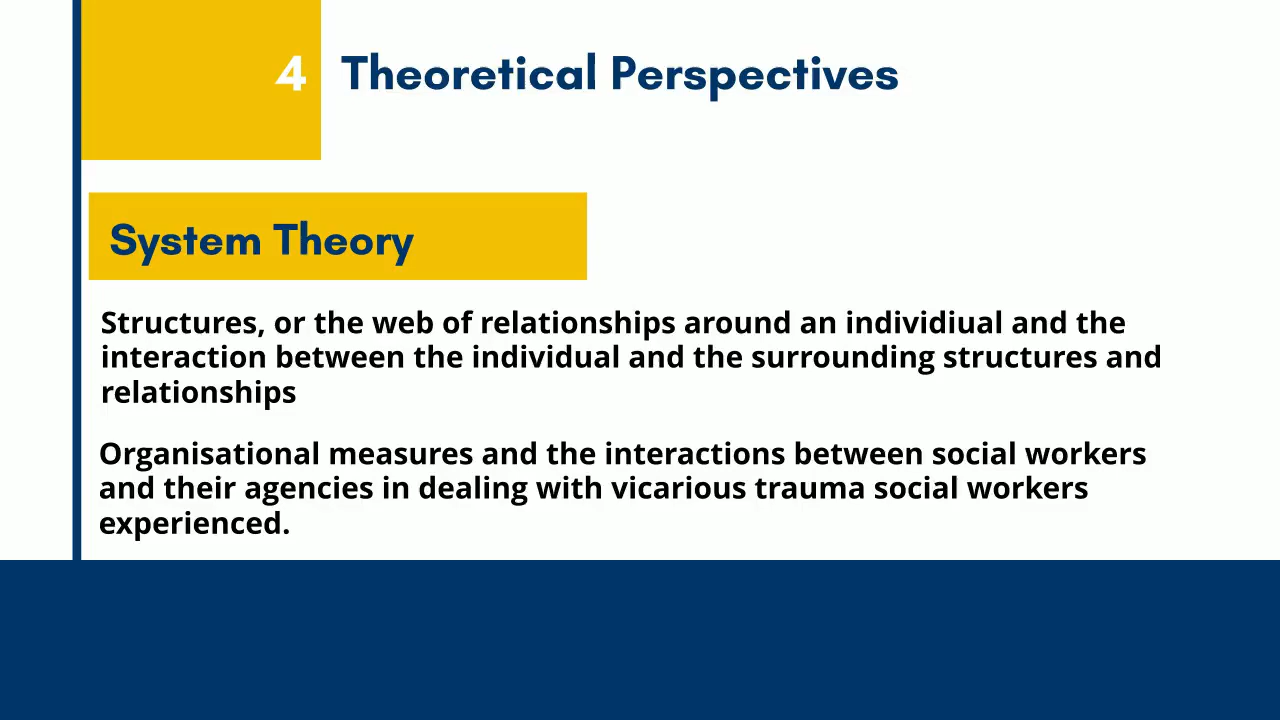 4 Theoretical Perspectives
System Theory
Structures, or the web of relationships around an individiual and the
interaction between the individual and the surrounding structures and
relationships
Organisational measures and the interactions between social workers
and their agencies in dealing with vicarious trauma social workers
experienced.